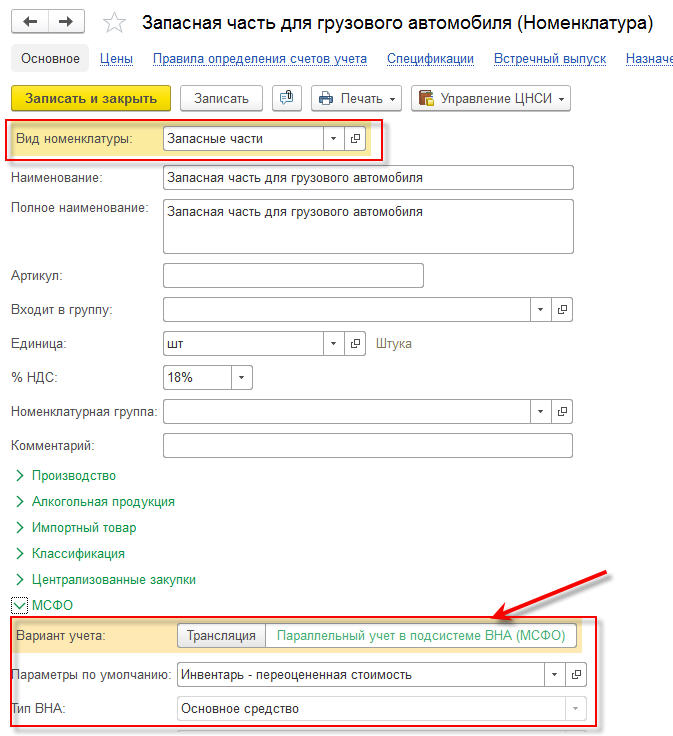 Запасная часть для грузового автомобиля (Номенклатура)
Основное Цены Правила определения счетов учета Спецификации Встречный выпуск Назначе
Записать и закрыть Записать Печать Управление ЦНСИ
Вид номенклатуры: Запасные части
Наименование: Запасная часть для грузового автомобиля
Полное наименование: Запасная часть для грузового автомобиля
Артикул:
Входит в группу:
Единица: шт Штука
% НДС: 18%
Номенклатурная группа:
Комментарий:
Производство
Алкогольная продукция
Импортный товар
Классификация
Централизованные закупки
МСФО
Вариант учета: Трансляция Параллельный учет в подсистеме ВНА (МСФО)
Параметры по умолчанию: Инвентарь - переоцененная стоимость
Тип ВНА: Основное средство